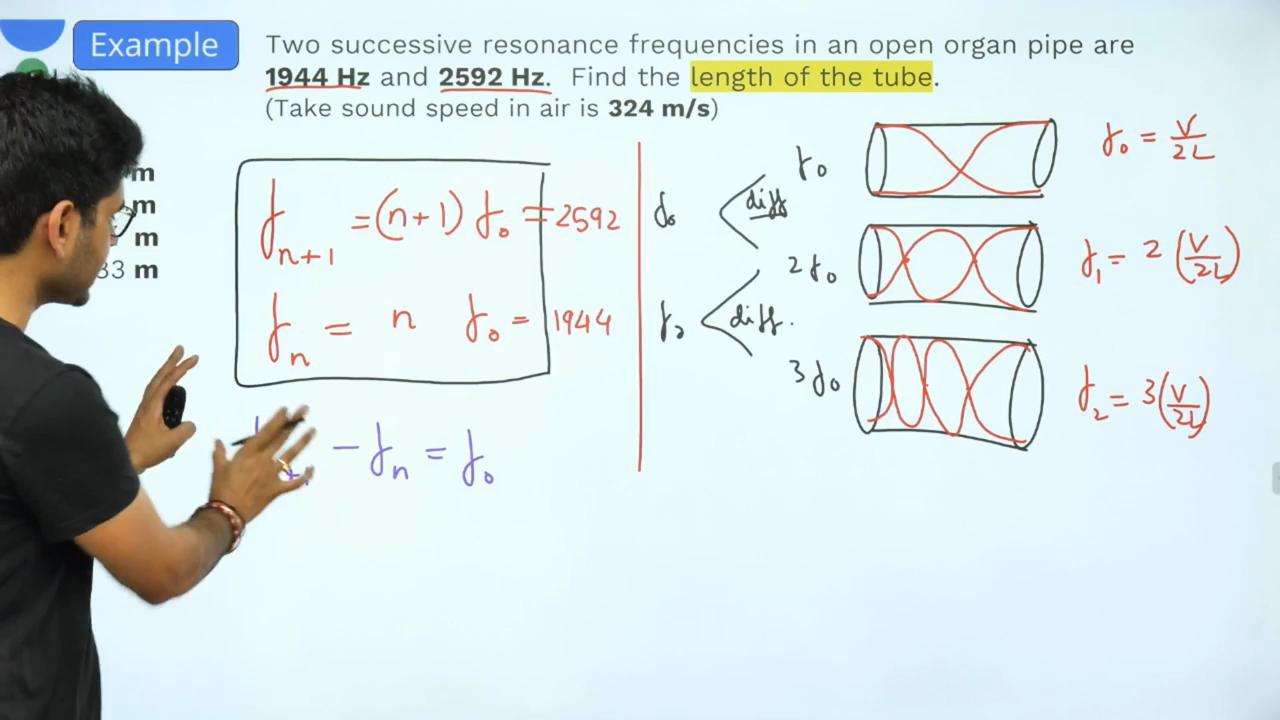 Example
Two successive resonance frequencies in an open organ pipe are
1944 Hz and 2592 Hz. Find the length of the tube.
(Take sound speed in air is 324 m/s)
m
m
m
33 m
f_{n+1} = (n+1) f_0 = 2592
f_n = n f_0 = 1944
- f_n = f_0
f_0
diff
f_0
diff.
f_0
2f_0
3f_0
f_0 = V/2L
f_1 = 2 (V/2L)
f_2 = 3 (V/2L)